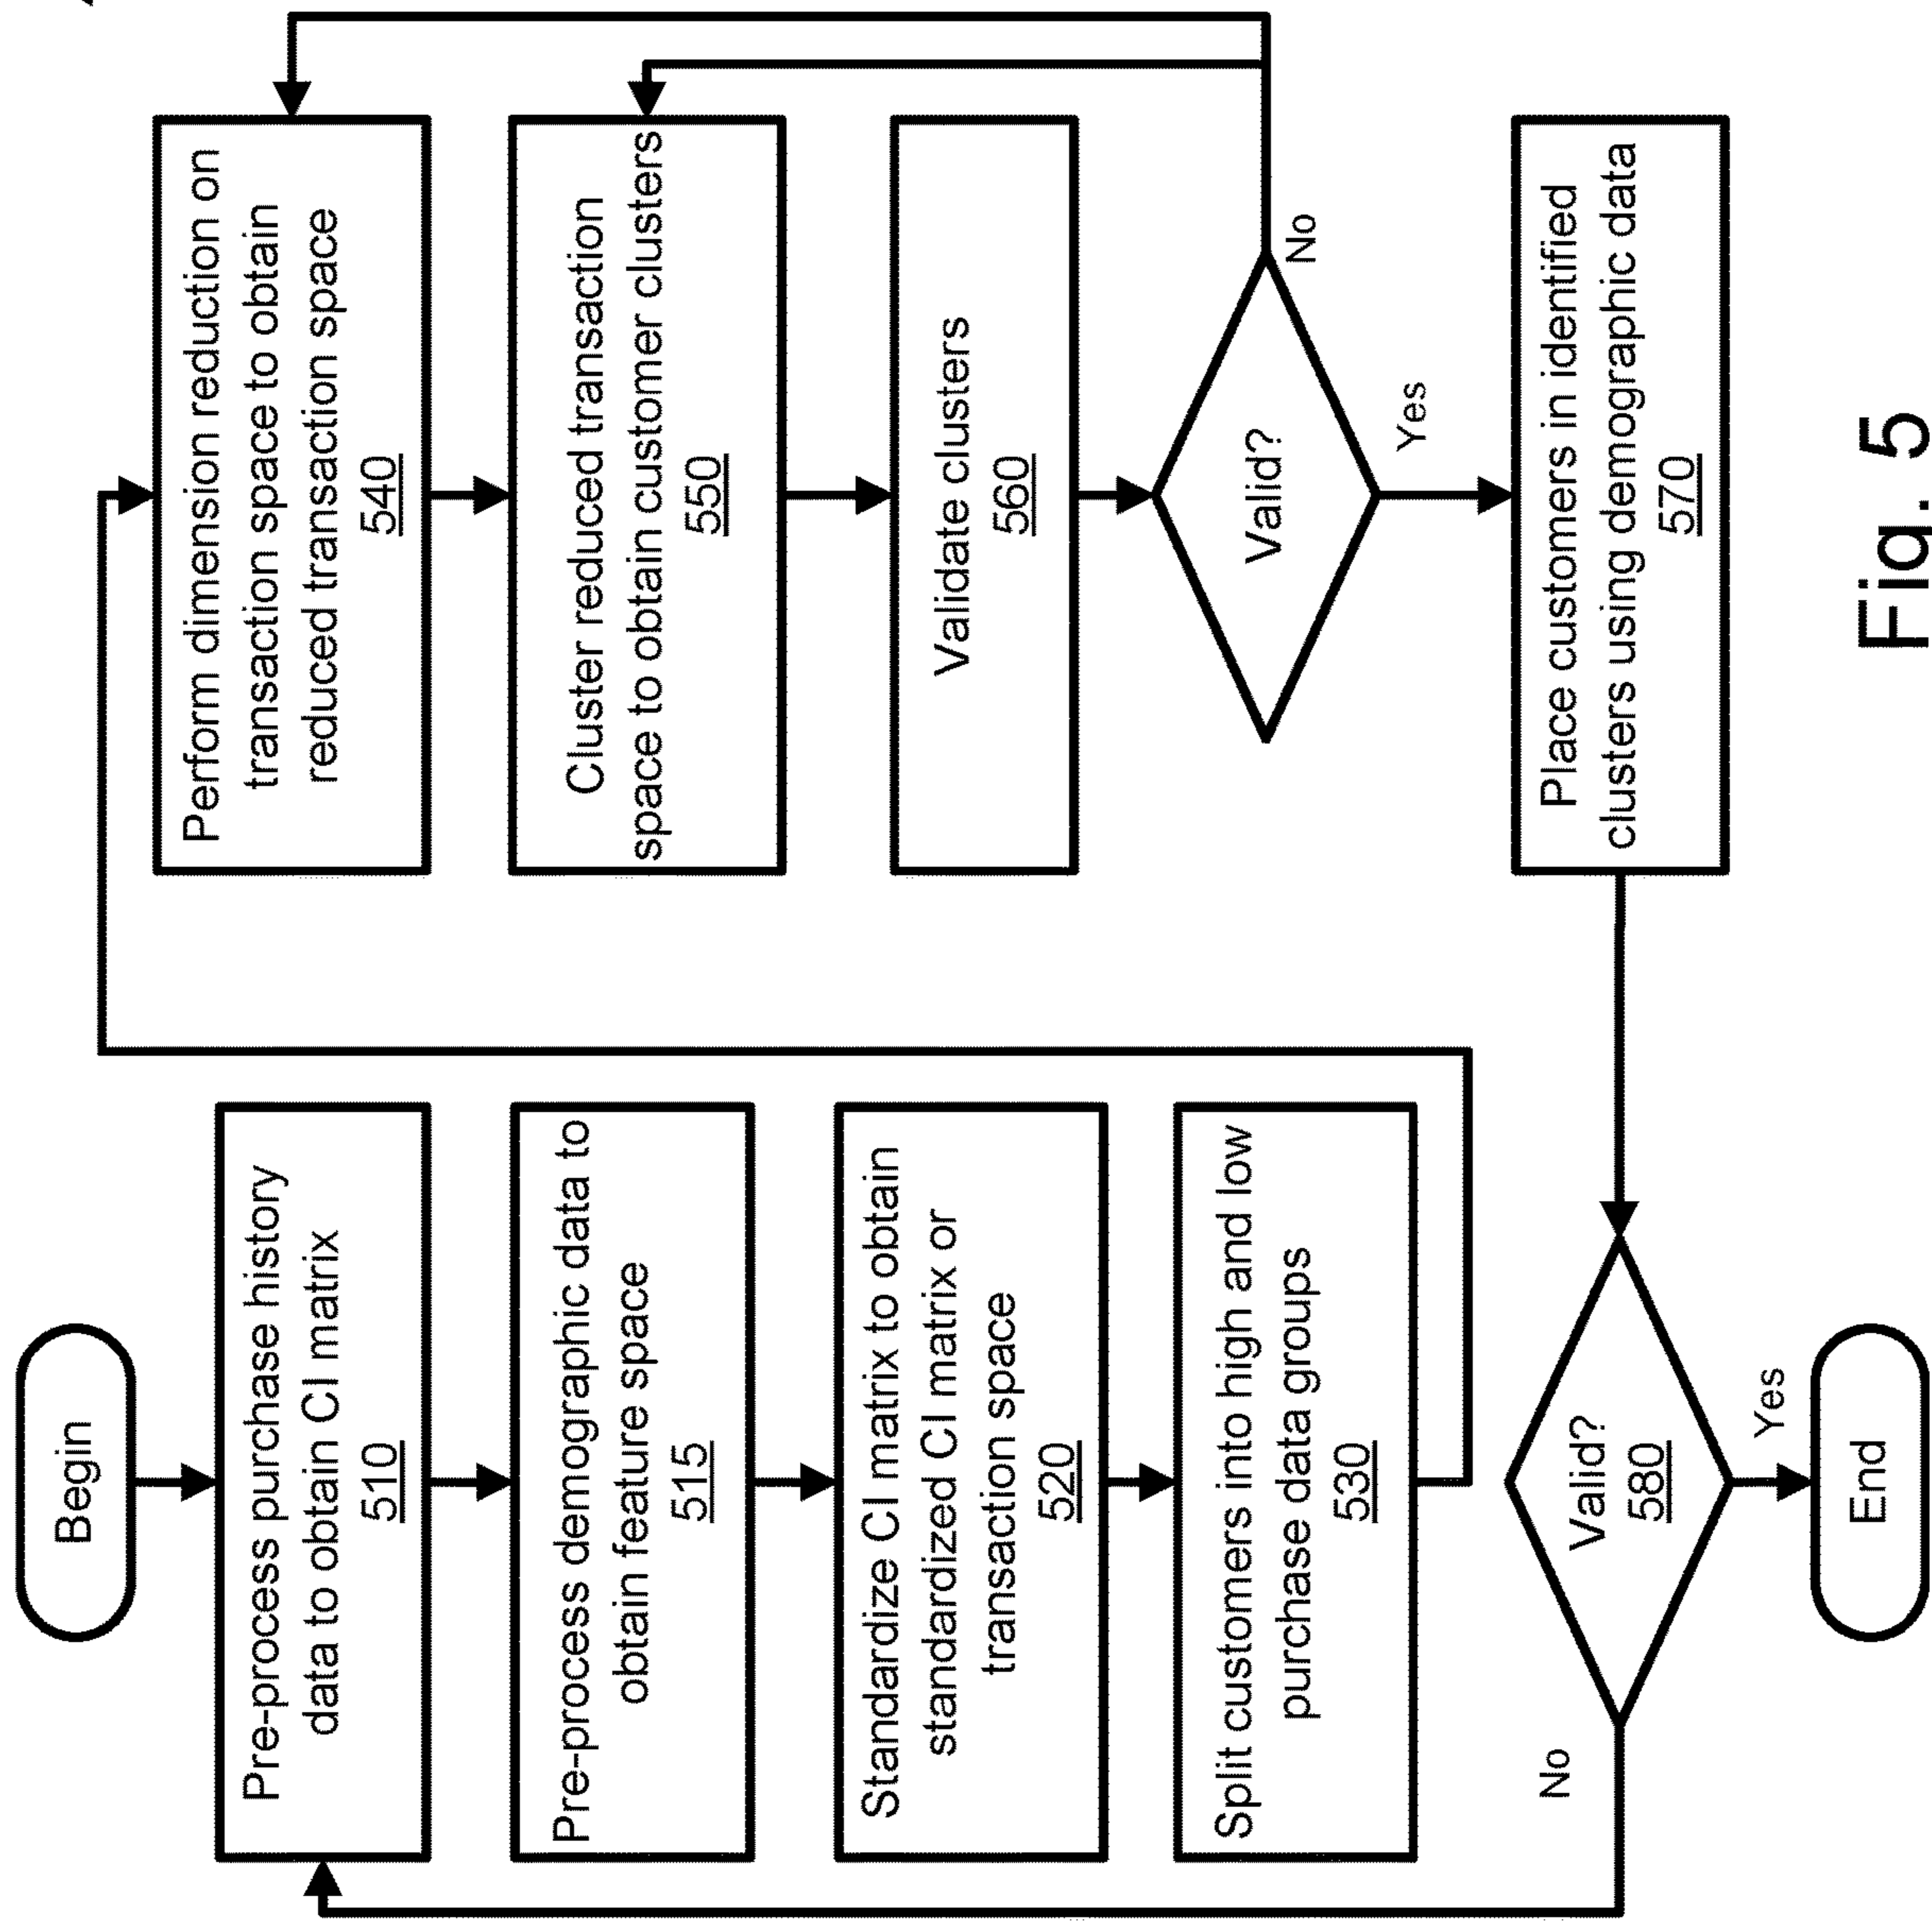 Begin
Pre-process purchase history
data to obtain CI matrix
510
Pre-process demographic data to
obtain feature space
515
Standardize CI matrix to obtain
standardized CI matrix or
transaction space
520
Split customers into high and low
purchase data groups
530
Perform dimension reduction on
transaction space to obtain
reduced transaction space
540
Cluster reduced transaction
space to obtain customer clusters
550
Validate clusters
560
Valid?
No
Yes
Place customers in identified
clusters using demographic data
570
Valid?
580
No
Yes
End
Fig. 5